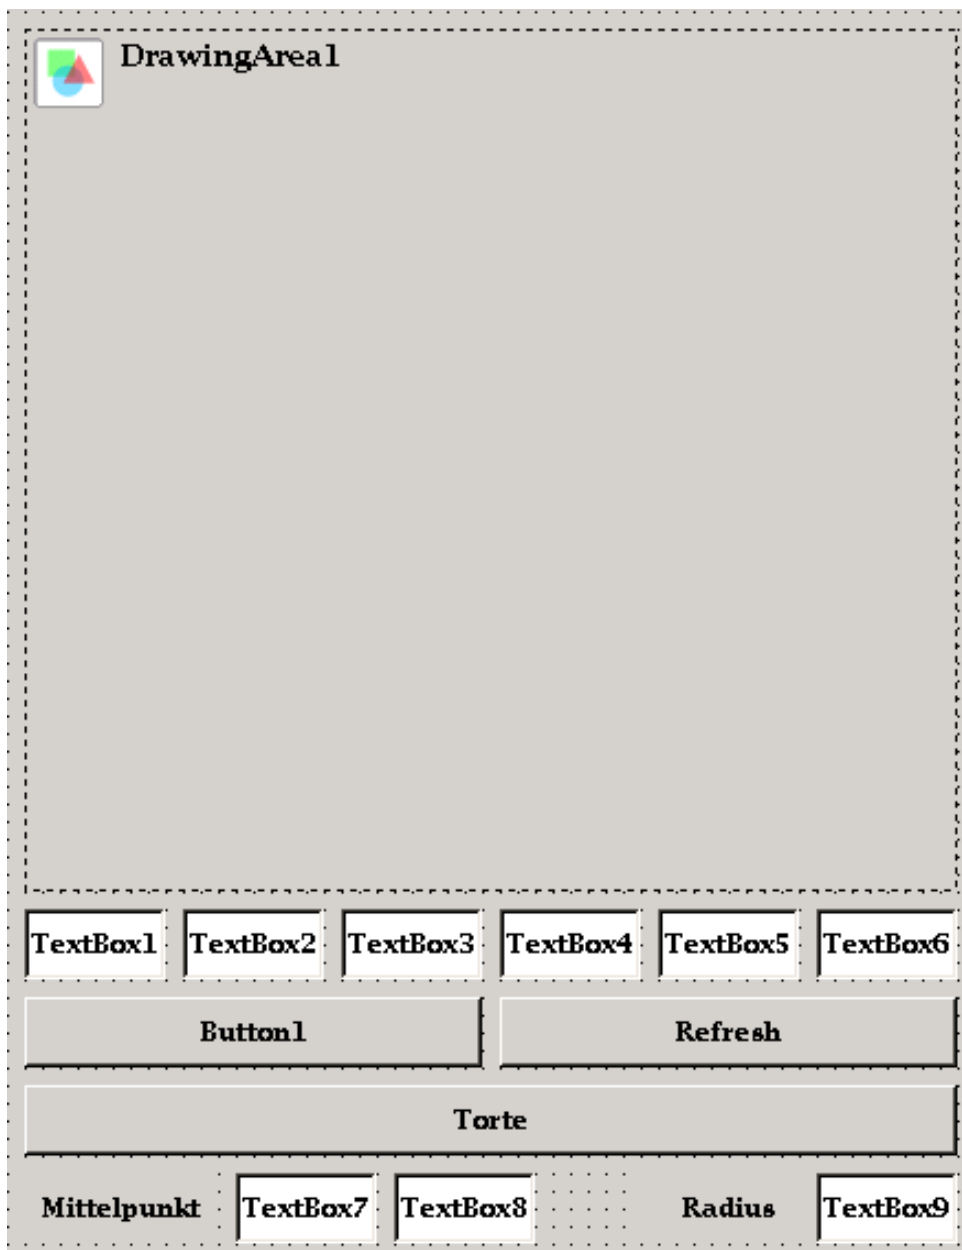 DrawingArea1
TextBox1 TextBox2 TextBox3 TextBox4 TextBox5 TextBox6
Button1 Refresh
Torte
Mittelpunkt TextBox7 TextBox8 Radius TextBox9